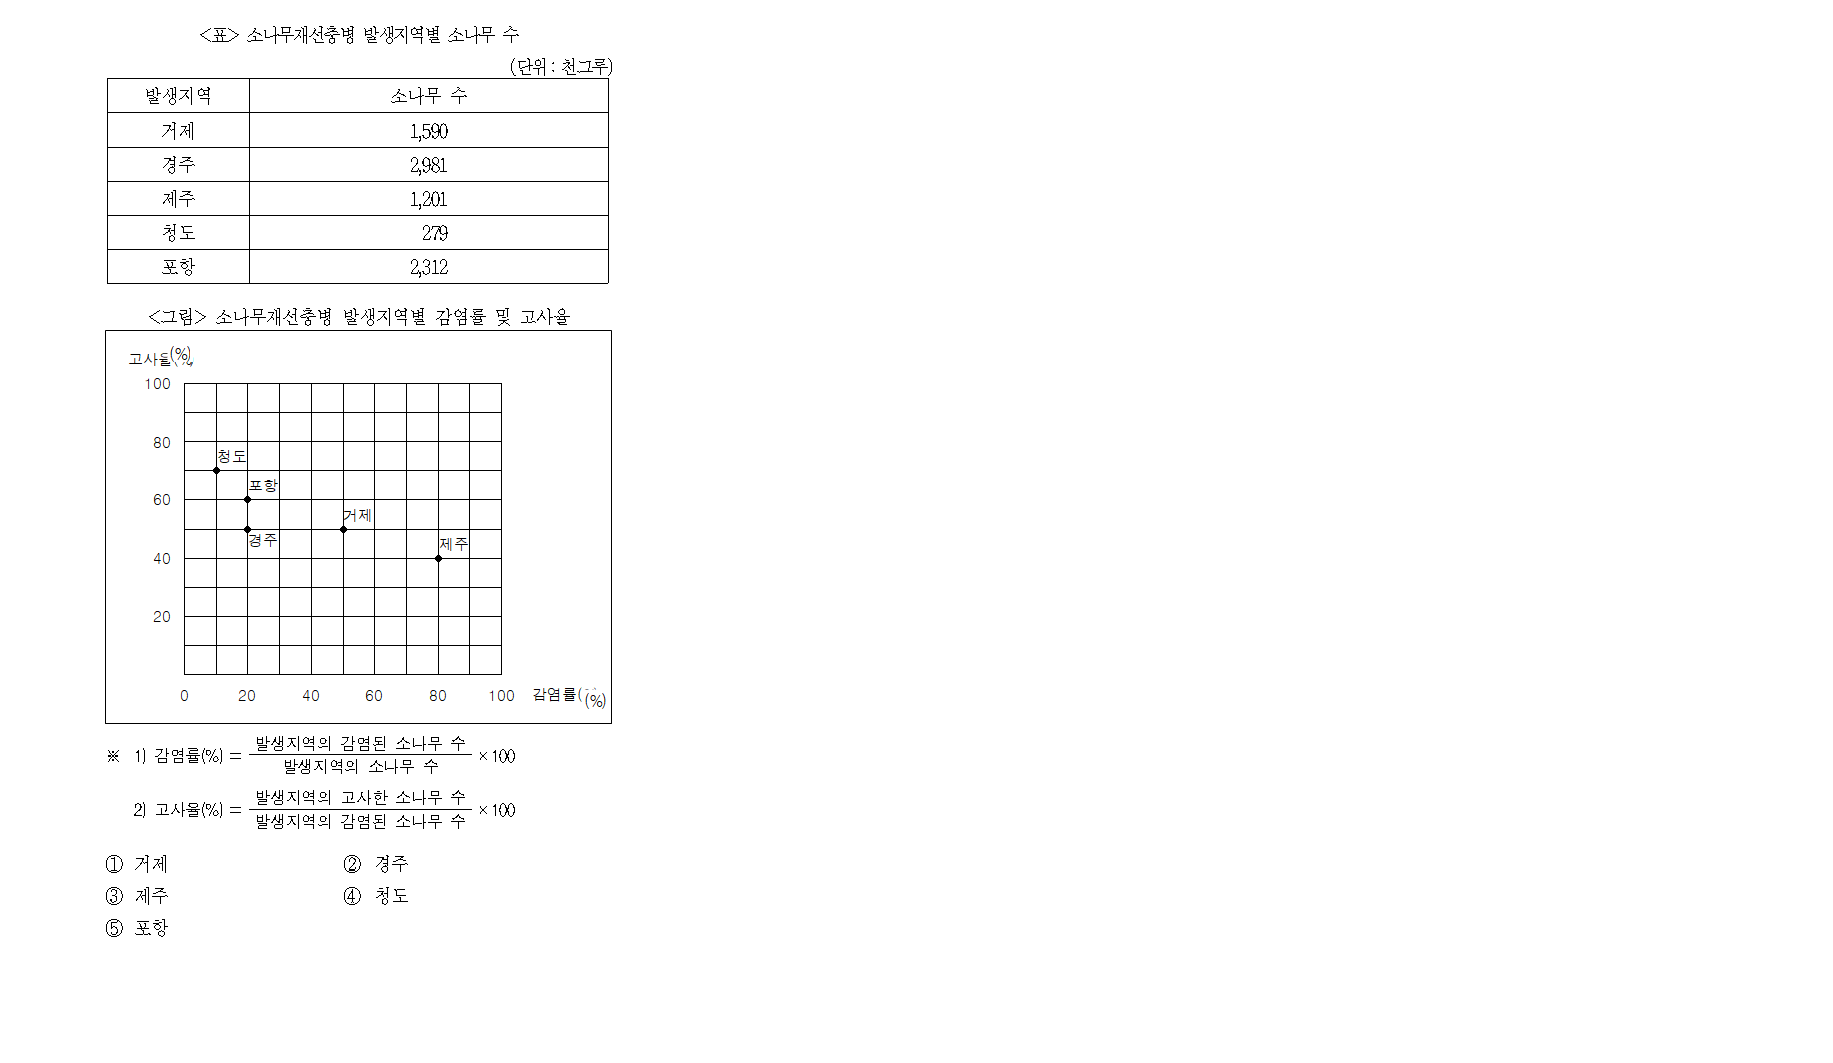 <표> 소나무재선충병 발생지역별 소나무 수
(단위 : 천그루)
발생지역 소나무 수
거제 1,590
경주 2,981
제주 1,201
청도 279
포항 2,312
<그림> 소나무재선충병 발생지역별 감염률 및 고사율
고사율(%)
100
80
청도
포항
60
거제
경주
제주
40
20
0 20 40 60 80 100 감염률(%)
※ 1) 감염률(%) = 발생지역의 감염된 소나무 수 / 발생지역의 소나무 수 ×100
2) 고사율(%) = 발생지역의 고사한 소나무 수 / 발생지역의 감염된 소나무 수 ×100
① 거제 ② 경주
③ 제주 ④ 청도
⑤ 포항